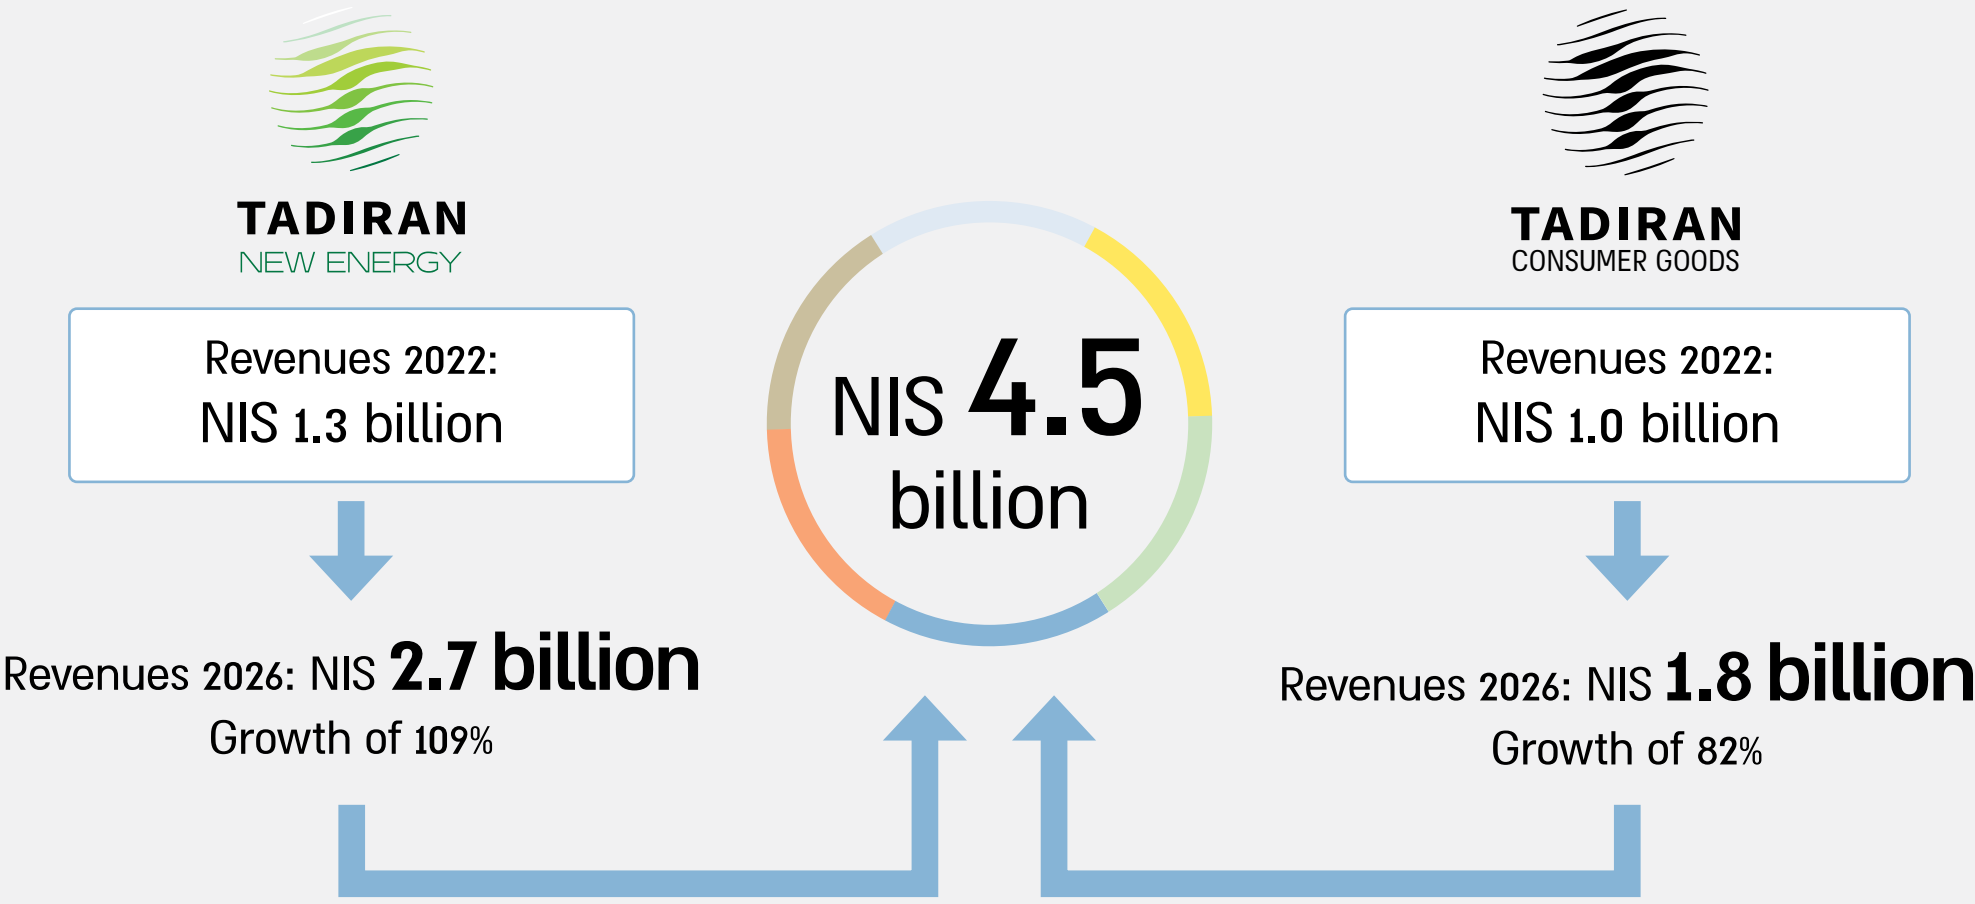 TADIRAN
NEW ENERGY
Revenues 2022:
NIS 1.3 billion
Revenues 2026: NIS 2.7 billion
Growth of 109%
NIS 4.5
billion
TADIRAN
CONSUMER GOODS
Revenues 2022:
NIS 1.0 billion
Revenues 2026: NIS 1.8 billion
Growth of 82%